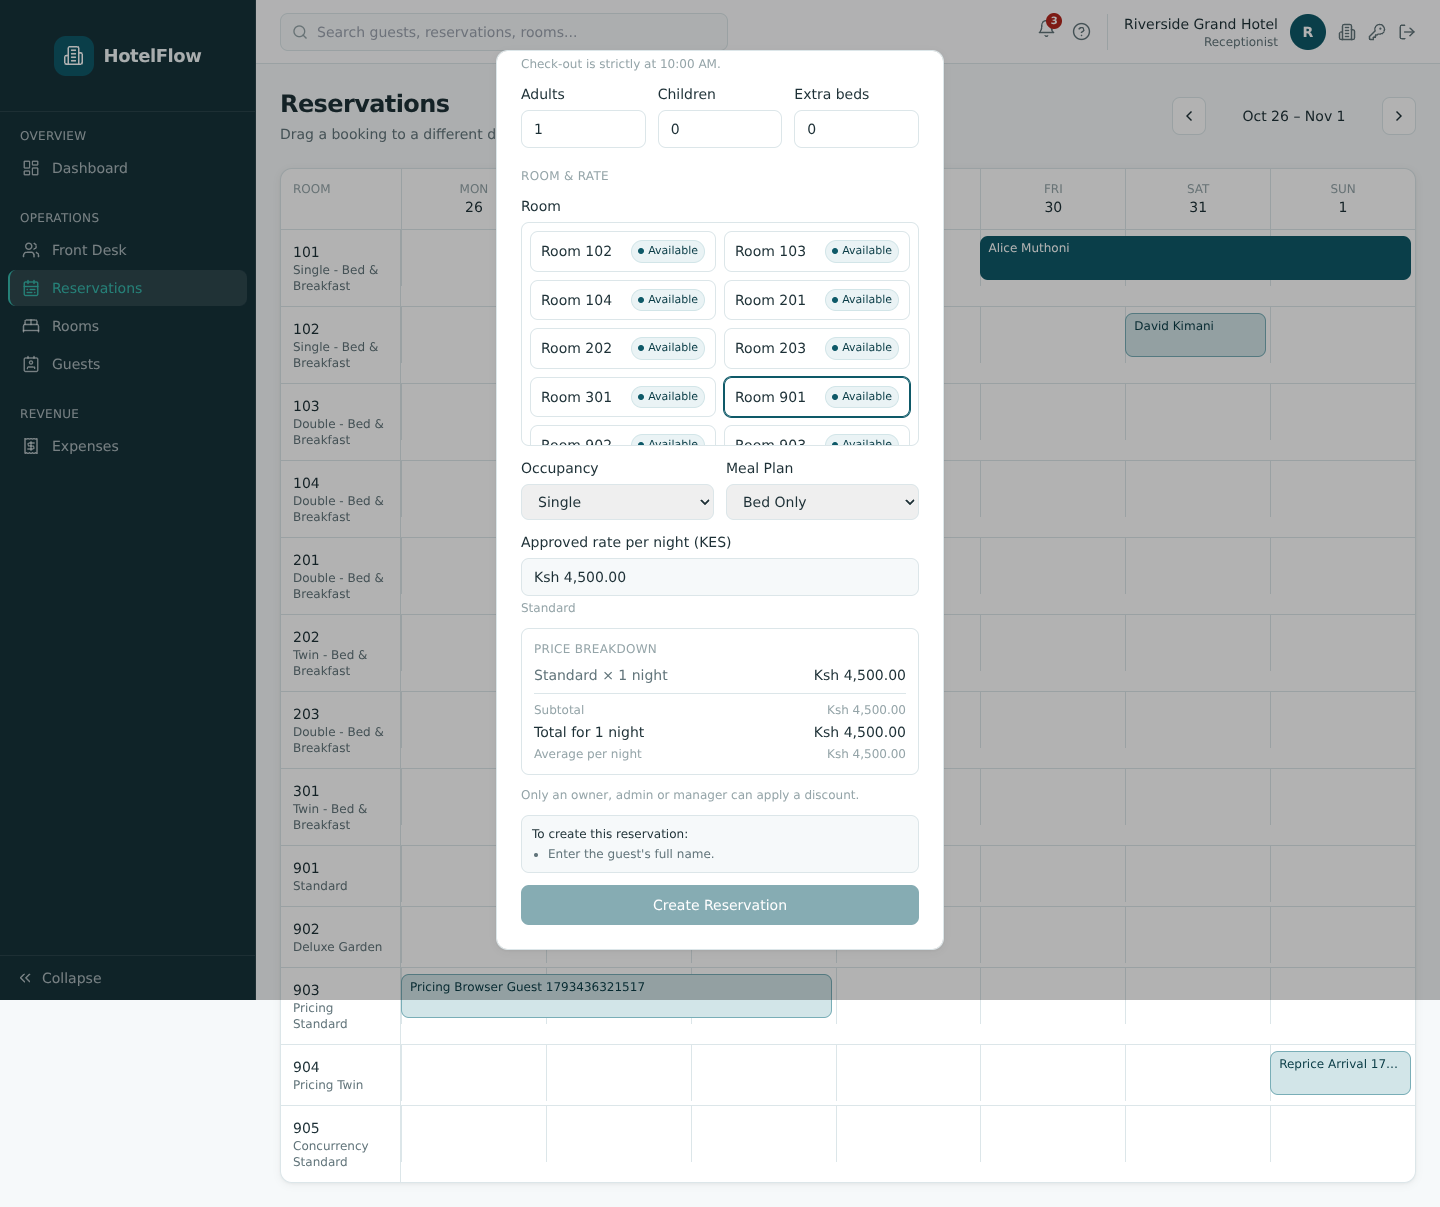 HotelFlow
OVERVIEW
Dashboard
OPERATIONS
Front Desk
Reservations
Rooms
Guests
REVENUE
Expenses
Collapse
Search guests, reservations, rooms...
3
Riverside Grand Hotel
Receptionist
R
Reservations
Drag a booking to a different d
Oct 26 – Nov 1
ROOM
MON
26
FRI
30
SAT
31
SUN
1
101
Single - Bed &
Breakfast
Alice Muthoni
102
Single - Bed &
Breakfast
David Kimani
103
Double - Bed &
Breakfast
104
Double - Bed &
Breakfast
201
Double - Bed &
Breakfast
202
Twin - Bed &
Breakfast
203
Double - Bed &
Breakfast
301
Twin - Bed &
Breakfast
901
Standard
902
Deluxe Garden
903
Pricing
Standard
Pricing Browser Guest 1793436321517
904
Pricing Twin
Reprice Arrival 17...
905
Concurrency
Standard
Check-out is strictly at 10:00 AM.
Adults
Children
Extra beds
1
0
0
ROOM & RATE
Room
Room 102 Available
Room 103 Available
Room 104 Available
Room 201 Available
Room 202 Available
Room 203 Available
Room 301 Available
Room 901 Available
Room 902 Available
Room 903 Available
Occupancy
Meal Plan
Single
Bed Only
Approved rate per night (KES)
Ksh 4,500.00
Standard
PRICE BREAKDOWN
Standard × 1 night Ksh 4,500.00
Subtotal Ksh 4,500.00
Total for 1 night Ksh 4,500.00
Average per night Ksh 4,500.00
Only an owner, admin or manager can apply a discount.
To create this reservation:
• Enter the guest's full name.
Create Reservation